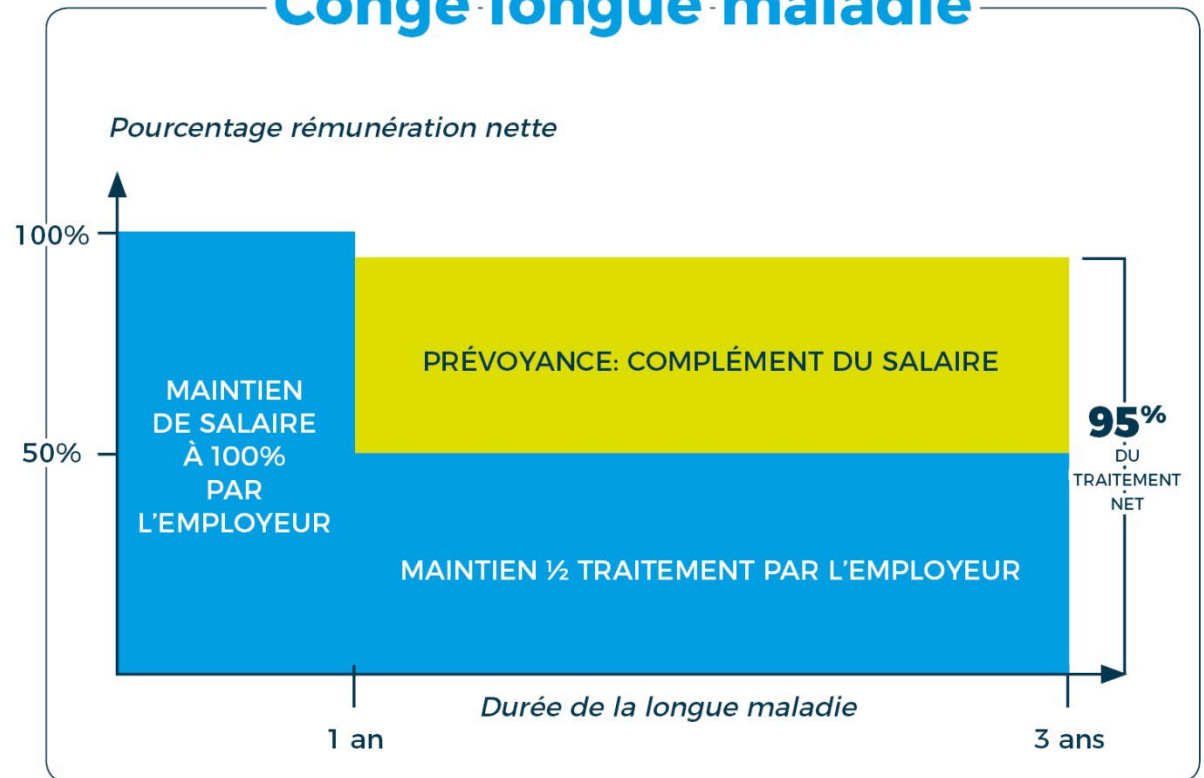 Congé longue maladie
Pourcentage rémunération nette
100%
50%
MAINTIEN
DE SALAIRE
À 100%
PAR
L'EMPLOYEUR
PRÉVOYANCE: COMPLÉMENT DU SALAIRE
MAINTIEN ½ TRAITEMENT PAR L'EMPLOYEUR
95%
DU
TRAITEMENT
NET
Durée de la longue maladie
1 an
3 ans